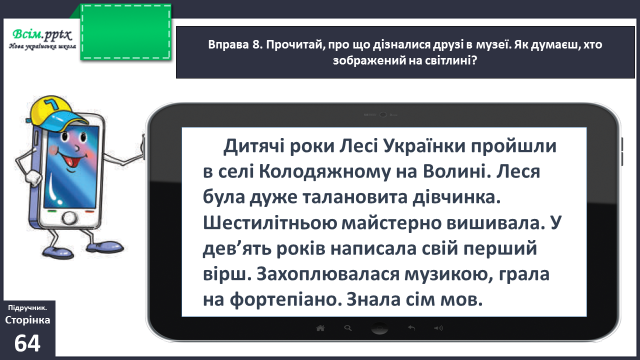 Всім.pptx
Нова українська школа
Вправа 8. Прочитай, про що дізналися друзі в музеї. Як думаєш, хто
зображений на світлині?
Дитячі роки Лесі Українки пройшли
в селі Колодяжному на Волині. Леся
була дуже талановита дівчинка.
Шестилітньою майстерно вишивала. У
дев’ять років написала свій перший
вірш. Захоплювалася музикою, грала
на фортепіано. Знала сім мов.
Підручник.
Сторінка
64